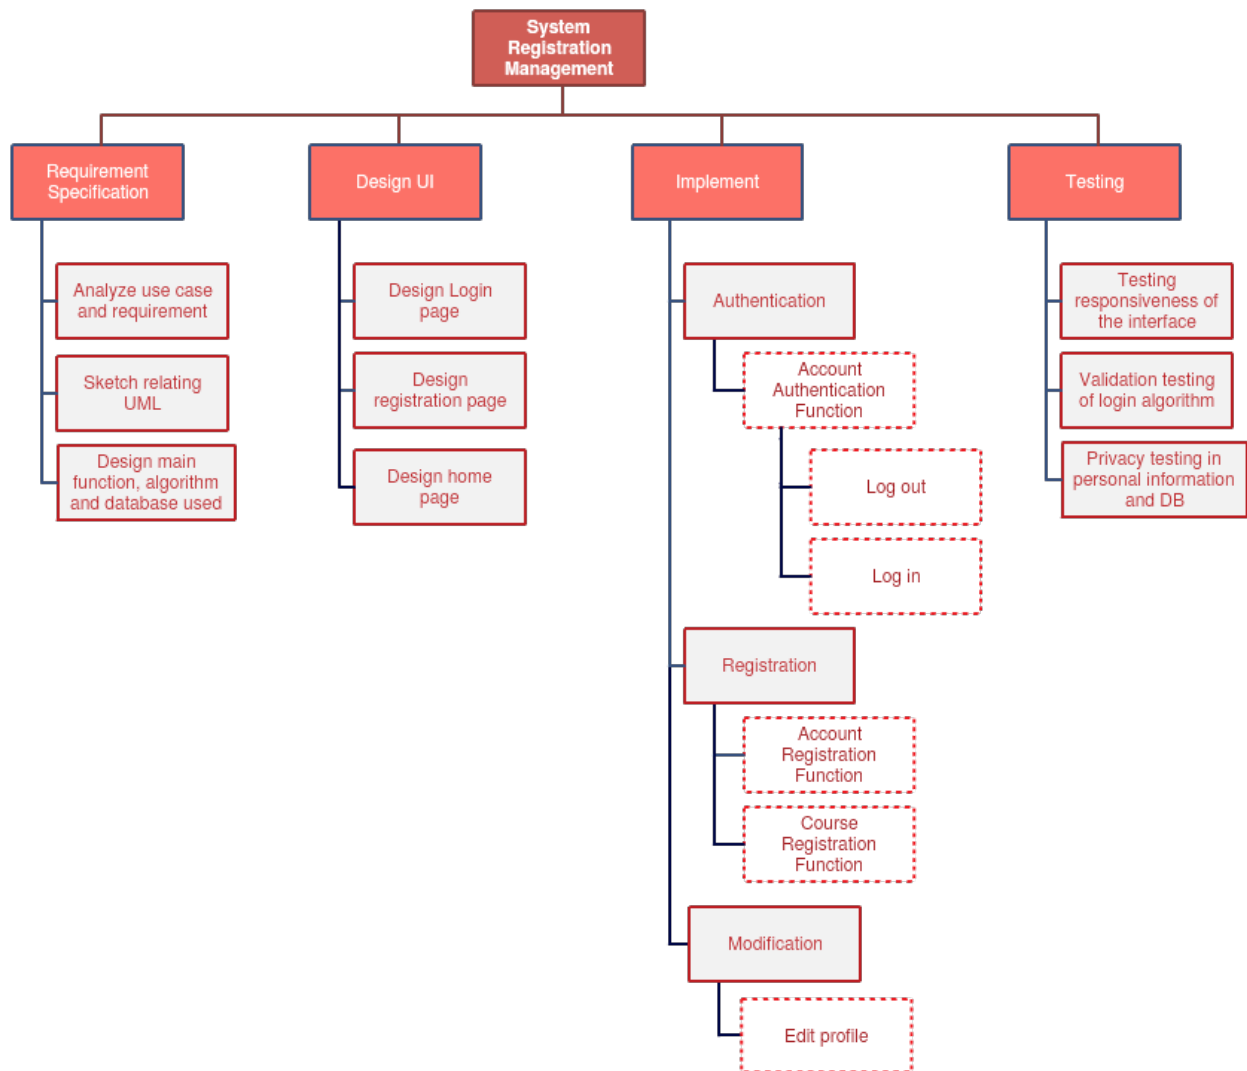 System
Registration
Management
Requirement
Specification
Design UI
Implement
Testing
Analyze use case
and requirement
Sketch relating
UML
Design main
function, algorithm
and database used
Design Login
page
Design
registration page
Design home
page
Authentication
Account
Authentication
Function
Log out
Log in
Registration
Account
Registration
Function
Course
Registration
Function
Modification
Edit profile
Testing
responsiveness of
the interface
Validation testing
of login algorithm
Privacy testing in
personal information
and DB